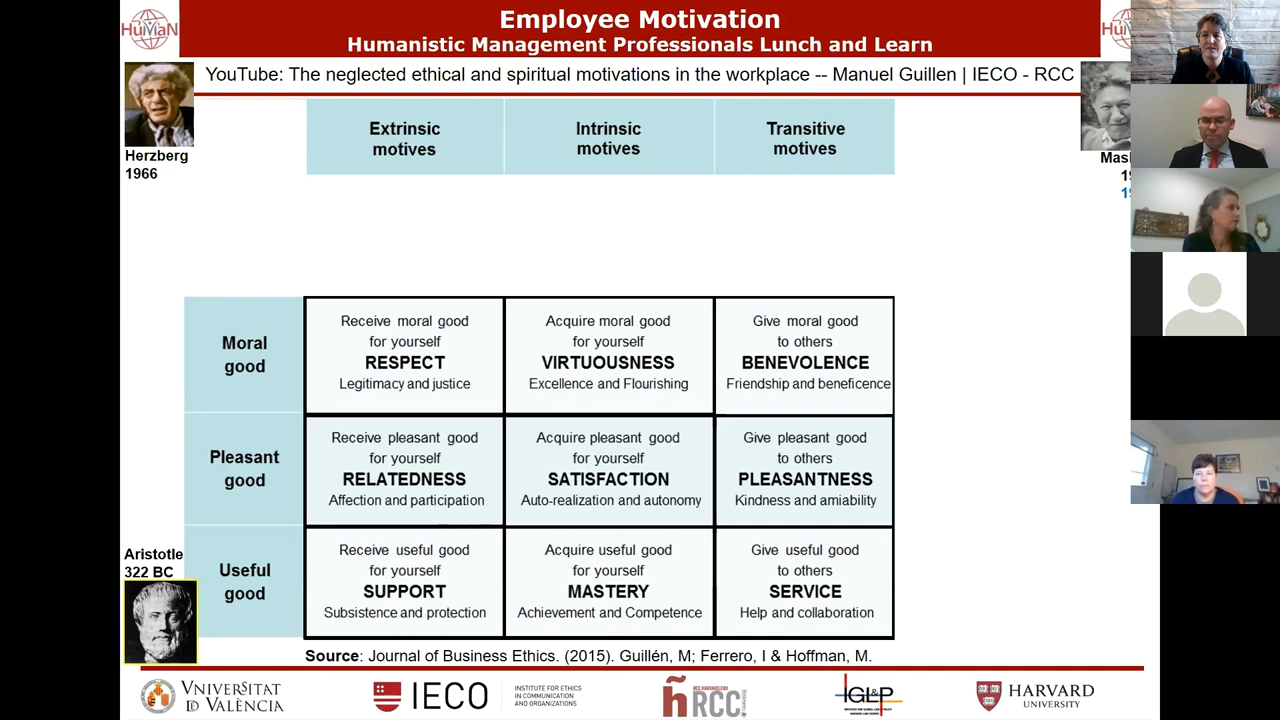 HuMaN
Employee Motivation
Humanistic Management Professionals Lunch and Learn
YouTube: The neglected ethical and spiritual motivations in the workplace -- Manuel Guillen | IECO - RCC
Herzberg
1966
Extrinsic
motives
Intrinsic
motives
Transitive
motives
Moral
good
Receive moral good
for yourself
RESPECT
Legitimacy and justice
Acquire moral good
for yourself
VIRTUOUSNESS
Excellence and Flourishing
Give moral good
to others
BENEVOLENCE
Friendship and beneficence
Pleasant
good
Receive pleasant good
for yourself
RELATEDNESS
Affection and participation
Acquire pleasant good
for yourself
SATISFACTION
Auto-realization and autonomy
Give pleasant good
to others
PLEASANTNESS
Kindness and amiability
Aristotle
322 BC
Useful
good
Receive useful good
for yourself
SUPPORT
Subsistence and protection
Acquire useful good
for yourself
MASTERY
Achievement and Competence
Give useful good
to others
SERVICE
Help and collaboration
Source: Journal of Business Ethics. (2015). Guillén, M; Ferrero, I & Hoffman, M.
VNIVERSITAT
DE VALÈNCIA
IECO
INSTITUTE FOR ETHICS
IN COMMUNICATION
AND ORGANIZATIONS
RCC
IGL&P
HARVARD
UNIVERSITY